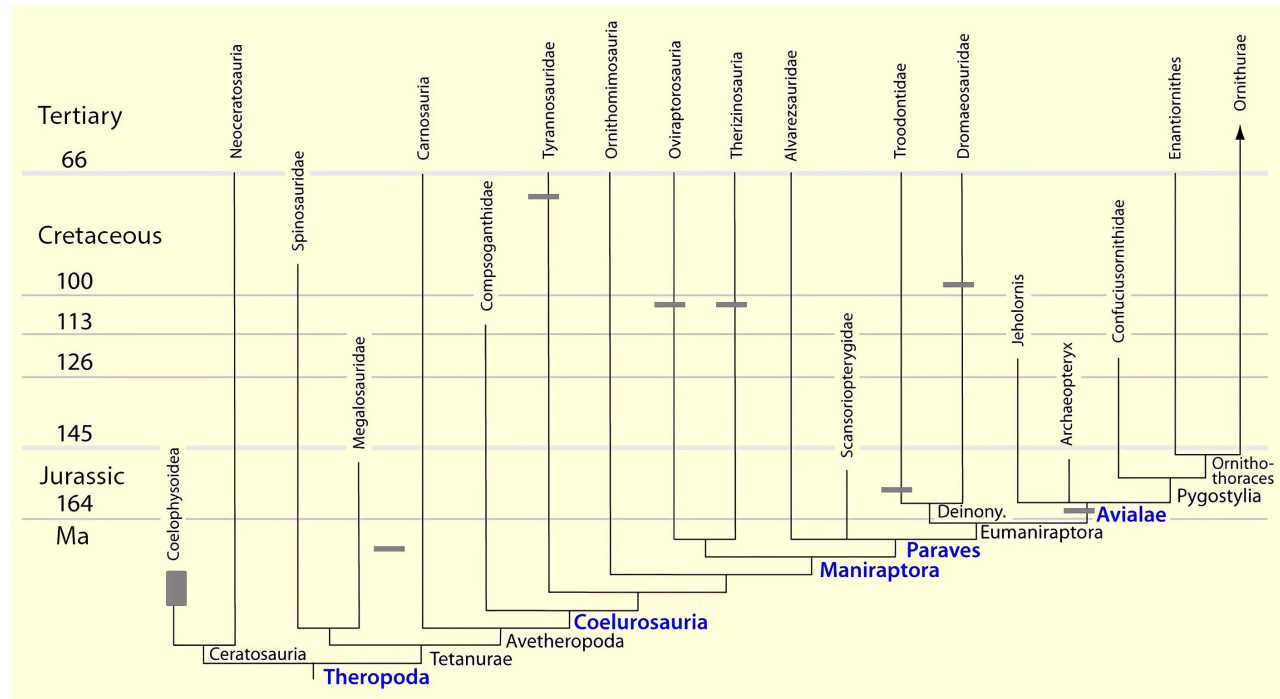 Tertiary
66
Cretaceous
100
113
126
145
Jurassic
164
Ma
Coelophysoidea
Neoceratosauria
Spinosauridae
Megalosauridae
Carnosauria
Compsoganthidae
Tyrannosauridae
Ornithomimosauria
Oviraptorosauria
Therizinosauria
Alvarezsauridae
Scansoriopterygidae
Troodontidae
Dromaeosauridae
Jeholornis
Archaeopteryx
Confuciusornithidae
Enantiornithes
Ornithurae
Ornitho-
thoraces
Pygostylia
Avialae
Deinony.
Eumaniraptora
Paraves
Maniraptora
Coelurosauria
Avetheropoda
Tetanurae
Ceratosauria
Theropoda